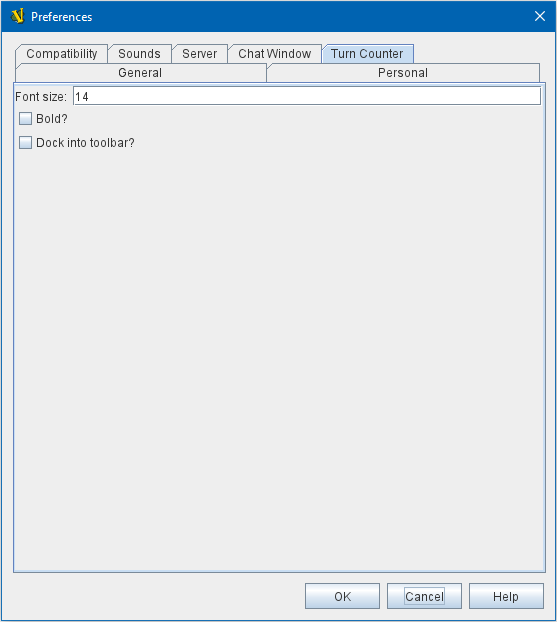 Preferences
Compatibility Sounds Server Chat Window Turn Counter
General Personal
Font size: 14
Bold?
Dock into toolbar?
OK Cancel Help